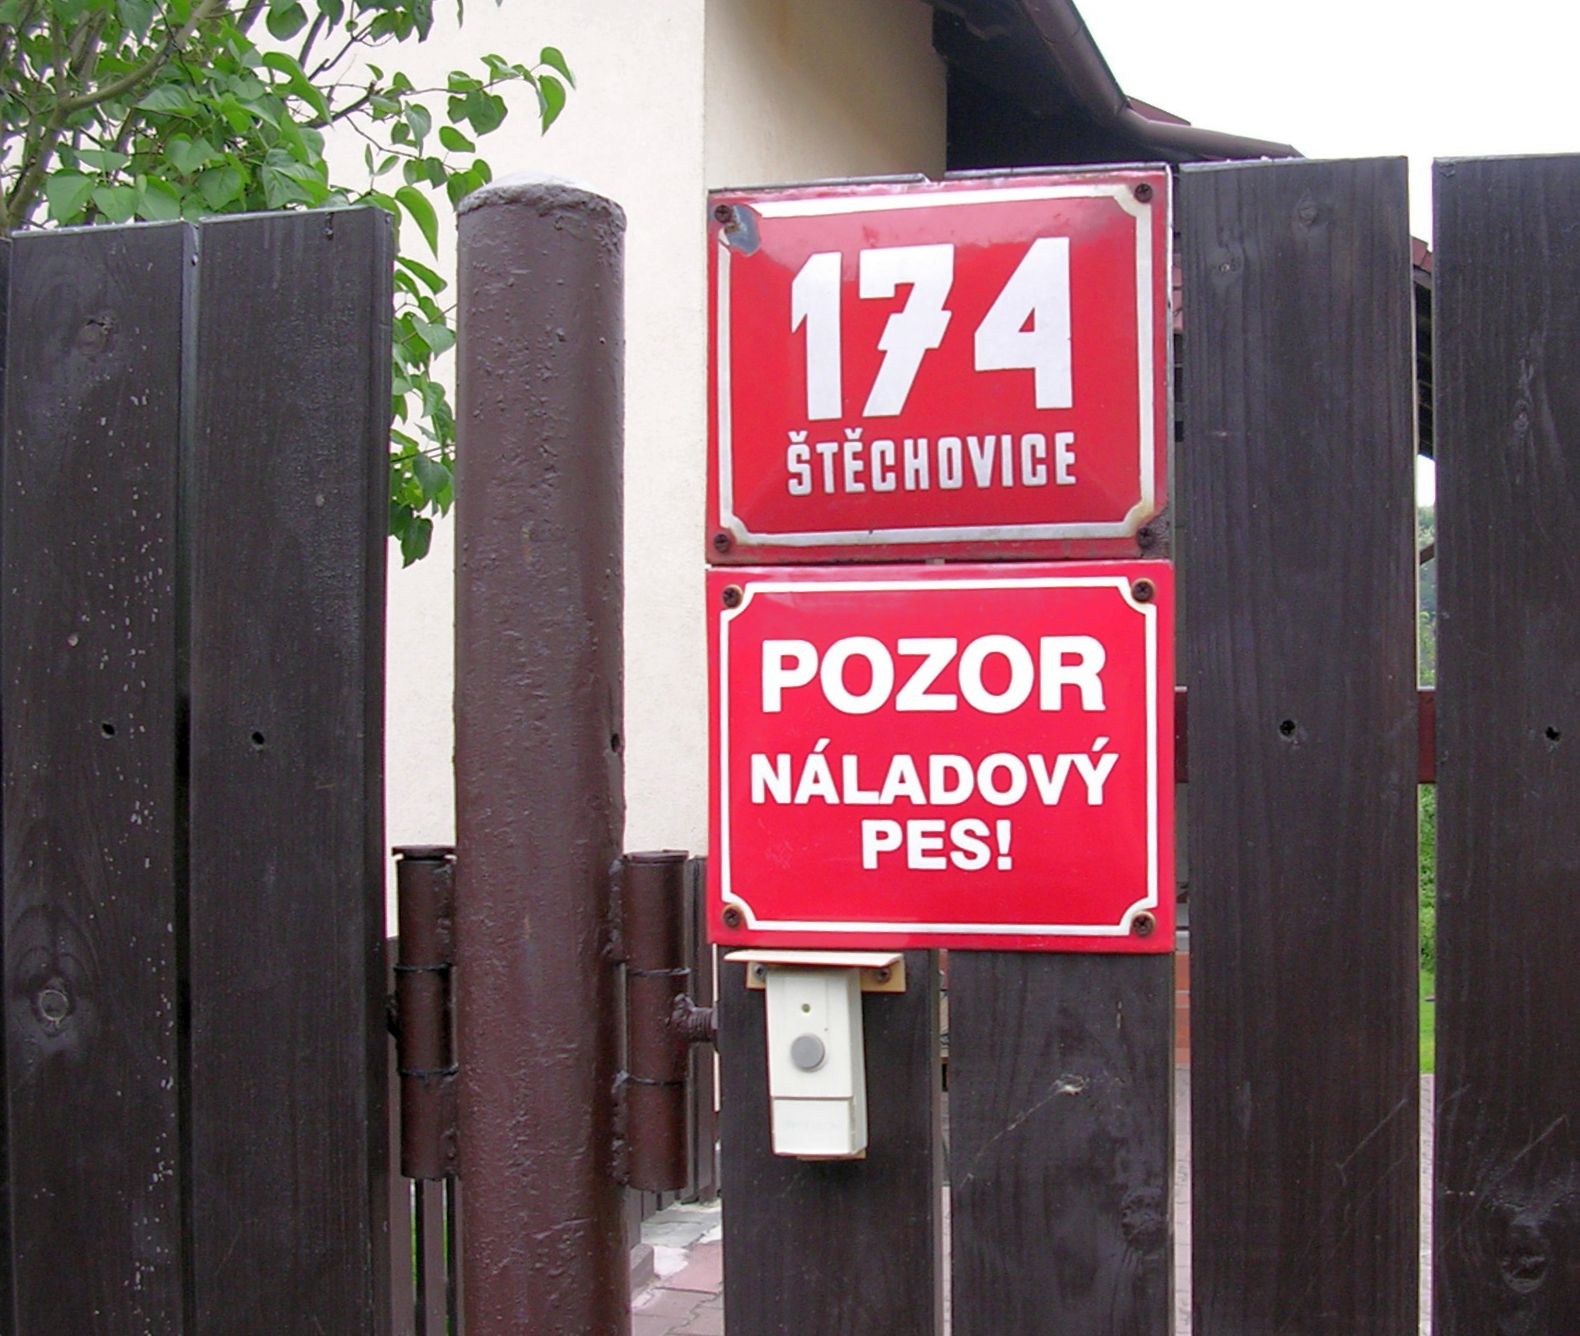 174
ŠTĚCHOVICE
POZOR
NÁLADOVÝ
PES!